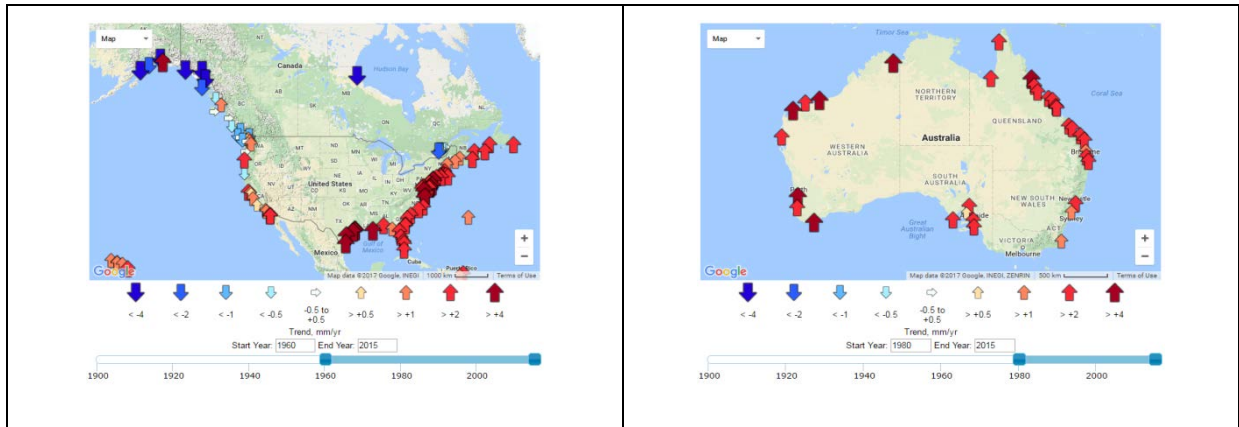 Map
Canada
Hudson Bay
United States
Mexico
Gulf of Mexico
Cuba
Puerto Rico
Google
Map data ©2017 Google, INEGI 1000 km Terms of Use
< -4 < -2 < -1 < -0.5 -0.5 to +0.5 > +0.5 > +1 > +2 > +4
Trend, mm/yr
Start Year: 1960 End Year: 2015
1900 1920 1940 1960 1980 2000
Map
Timor Sea
Coral Sea
NORTHERN TERRITORY
QUEENSLAND
Australia
WESTERN AUSTRALIA
SOUTH AUSTRALIA
NEW SOUTH WALES
Newcastle
Sydney
Great Australian Bight
ACT
VICTORIA
Melbourne
Google
Map data ©2017 Google, INEGI, ZENRIN 500 km Terms of Use
< -4 < -2 < -1 < -0.5 -0.5 to +0.5 > +0.5 > +1 > +2 > +4
Trend, mm/yr
Start Year: 1980 End Year: 2015
1900 1920 1940 1960 1980 2000